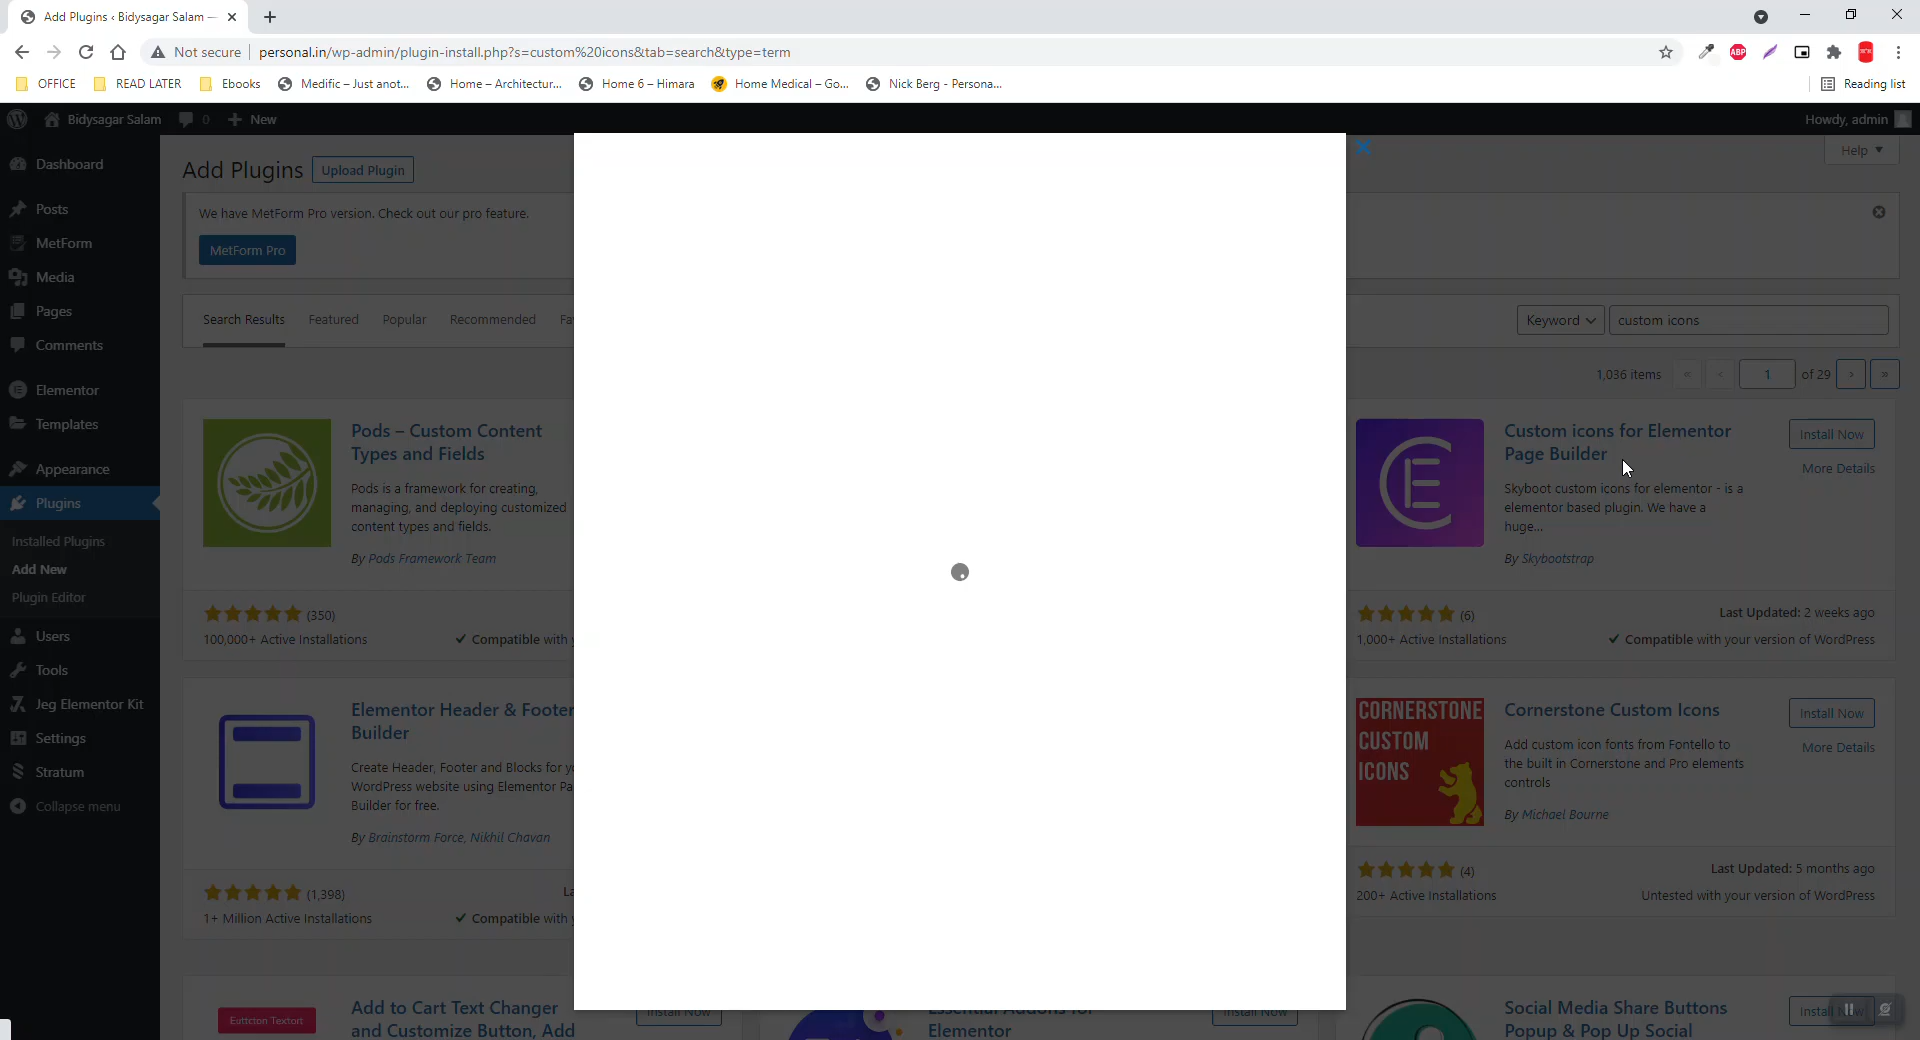 Add Plugins ‹ Bidysagar Salam —
Not secure
personal.in/wp-admin/plugin-install.php?s=custom%20icons&tab=search&type=term
ABP
OFFICE
READ LATER
Ebooks
Medific – Just anot...
Home – Architectur...
Home 6 – Himara
Home Medical – Go...
Nick Berg - Persona...
Reading list
Bidysagar Salam
0
New
Howdy, admin
Dashboard
Posts
MetForm
Media
Pages
Comments
Elementor
Templates
Appearance
Plugins
Installed Plugins
Add New
Plugin Editor
Users
Tools
Jeg Elementor Kit
Settings
Stratum
Collapse menu
Add Plugins
Upload Plugin
Help
We have MetForm Pro version. Check out our pro feature.
MetForm Pro
Search Results
Featured
Popular
Recommended
Fa
Keyword
custom icons
1,036 items
«
‹
1
of 29
›
»
Pods – Custom Content
Types and Fields
Pods is a framework for creating,
managing, and deploying customized
content types and fields.
By Pods Framework Team
(350)
100,000+ Active Installations
Compatible with
Custom icons for Elementor
Page Builder
Install Now
More Details
Skyboot custom icons for elementor - is a
elementor based plugin. We have a
huge...
By Skybootstrap
(6)
Last Updated: 2 weeks ago
1,000+ Active Installations
Compatible with your version of WordPress
Elementor Header & Footer
Builder
Create Header, Footer and Blocks for
WordPress website using Elementor
Builder for free.
By Brainstorm Force, Nikhil Chavan
(1,398)
1+ Million Active Installations
Compatible with
CORNERSTONE
CUSTOM
ICONS
Cornerstone Custom Icons
Install Now
More Details
Add custom icon fonts from Fontello to
the built in Cornerstone and Pro elements
controls
By Michael Bourne
(4)
Last Updated: 5 months ago
200+ Active Installations
Untested with your version of WordPress
Add to Cart Text Changer
and Customize Button, Add
Install Now
Elementor
Install Now
Social Media Share Buttons
Popup & Pop Up Social